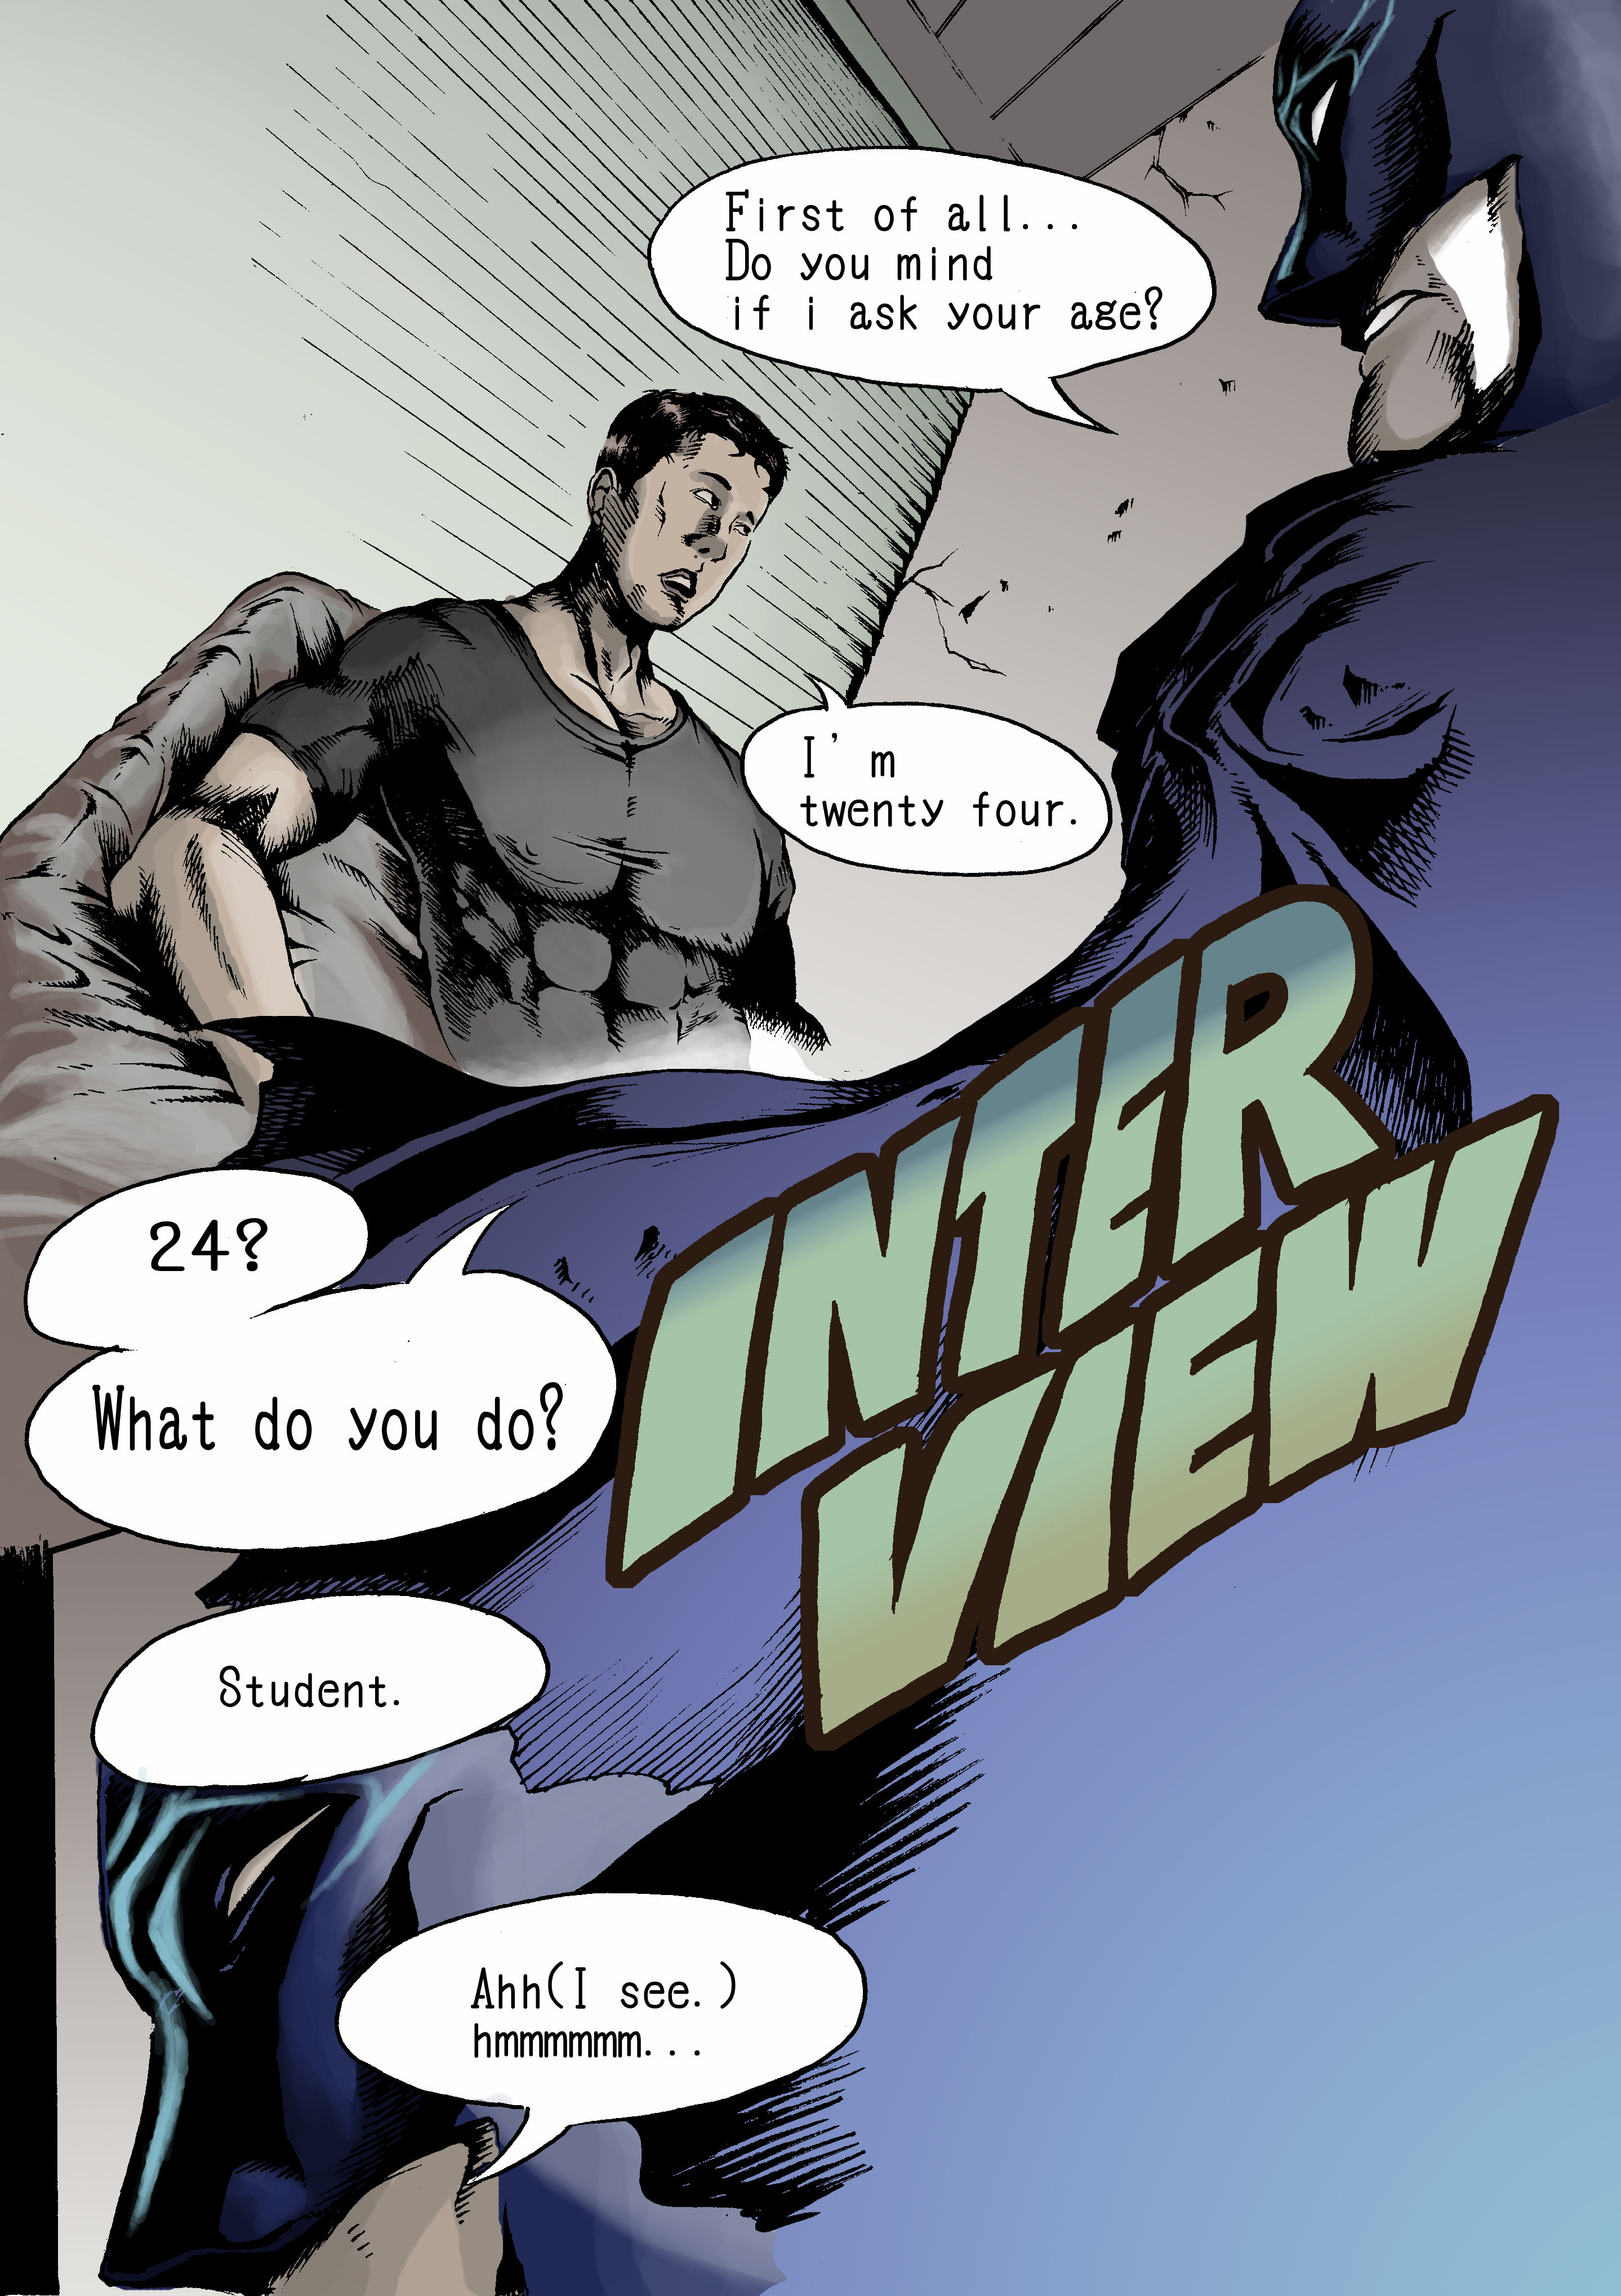 First of all...
Do you mind
if i ask your age?
I'm
twenty four.
INTER
VIEW
24?
What do you do?
Student.
Ahh(I see.)
hmmmmmm...